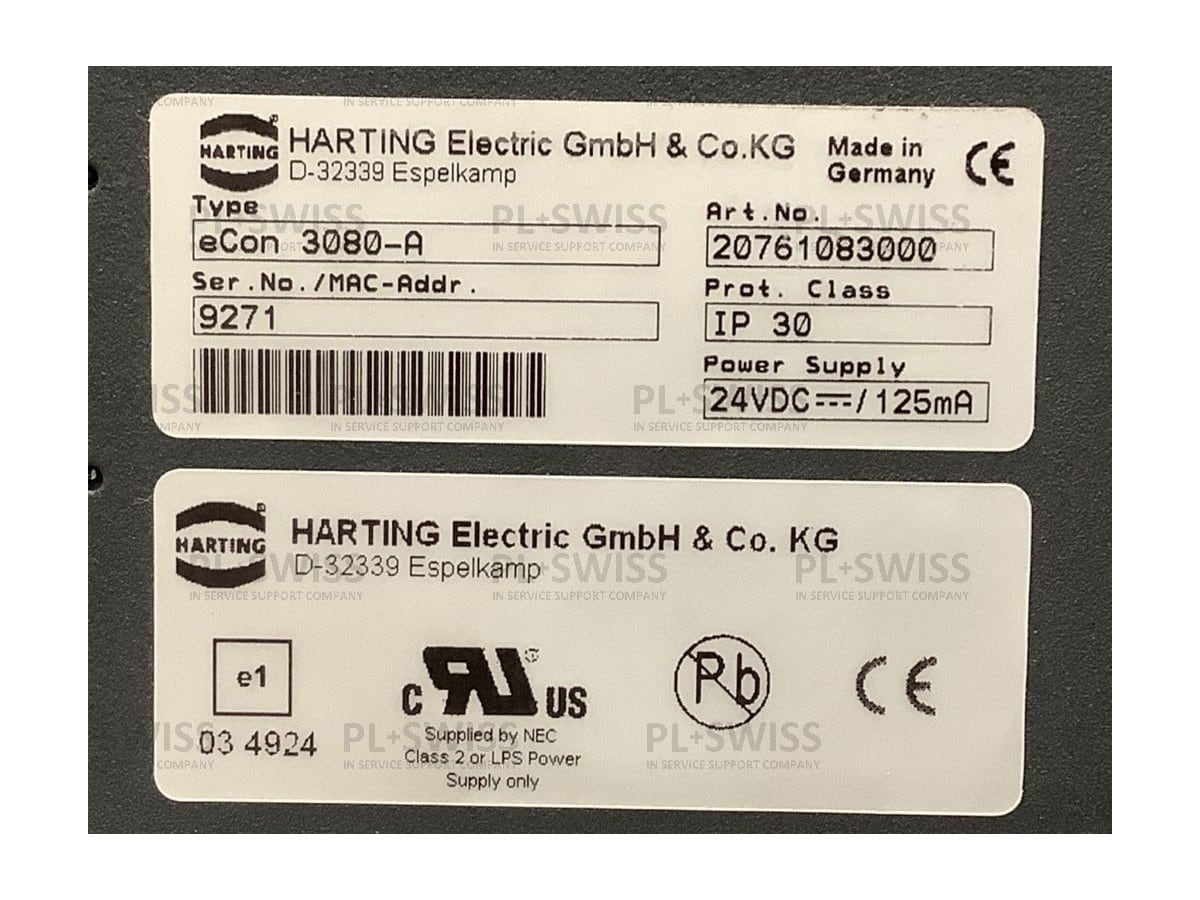 HARTING
HARTING Electric GmbH & Co.KG
D-32339 Espelkamp
Made in
Germany
CE
Type
eCon 3080-A
Art.No.
20761083000
Ser.No./MAC-Addr.
9271
Prot. Class
IP 30
Power Supply
24VDC⎓/125mA
HARTING
HARTING Electric GmbH & Co. KG
D-32339 Espelkamp
e1
03 4924
C RU US
Supplied by NEC
Class 2 or LPS Power
Supply only
Pb
CE
PL+SWISS
IN SERVICE SUPPORT COMPANY